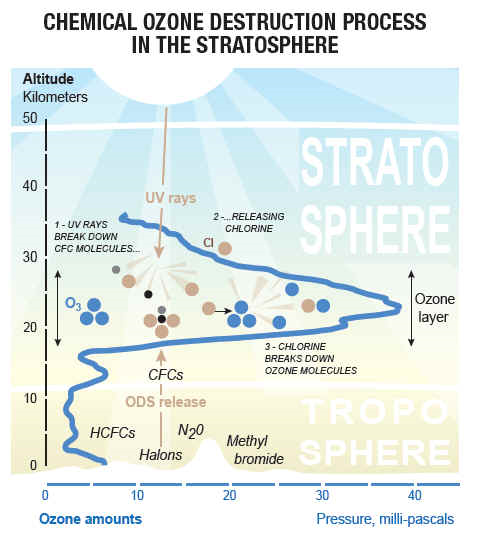 CHEMICAL OZONE DESTRUCTION PROCESS
IN THE STRATOSPHERE
Altitude
Kilometers
50
STRATO
SPHERE
40
UV rays
1 - UV RAYS
BREAK DOWN
CFC MOLECULES...
2 -...RELEASING
CHLORINE
Cl
30
O3
Ozone
layer
20
3 - CHLORINE
BREAKS DOWN
OZONE MOLECULES
CFCs
10
ODS release
TROPO
SPHERE
HCFCs
N20
Halons
Methyl
bromide
0
0 10 20 30 40
Ozone amounts
Pressure, milli-pascals